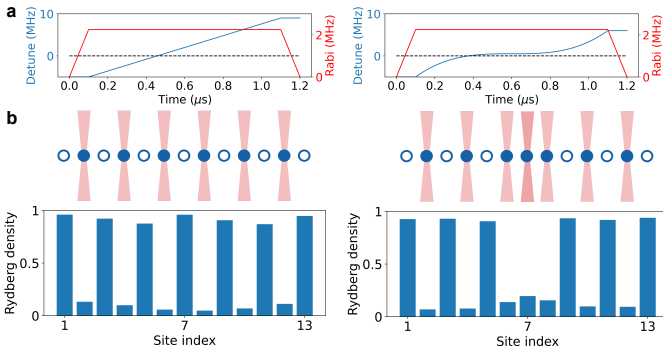 a
Detune (MHz)
10
0
2
0
Rabi (MHz)
0.0 0.2 0.4 0.6 0.8 1.0 1.2
Time (μs)
Detune (MHz)
10
0
2
0
Rabi (MHz)
0.0 0.2 0.4 0.6 0.8 1.0 1.2
Time (μs)
b
Rydberg density
1
0.5
0
1 7 13
Site index
Rydberg density
1
0.5
0
1 7 13
Site index